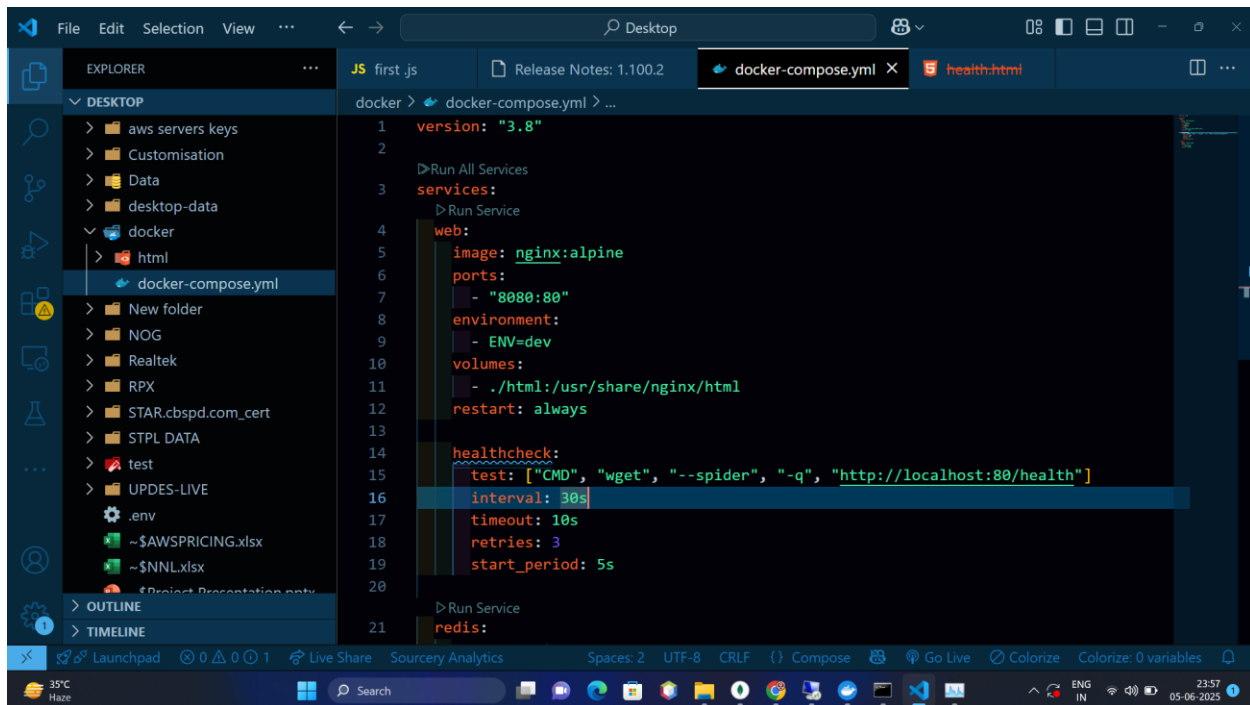 File Edit Selection View ··· Desktop
EXPLORER ···
DESKTOP
aws servers keys
Customisation
Data
desktop-data
docker
html
docker-compose.yml
New folder
NOG
Realtek
RPX
STAR.cbspd.com_cert
STPL DATA
test
UPDES-LIVE
.env
~$AWSPRICING.xlsx
~$NNL.xlsx
OUTLINE
TIMELINE
JS first .js Release Notes: 1.100.2 docker-compose.yml health.html
docker > docker-compose.yml > ...
1 version: "3.8"
2
Run All Services
3 services:
Run Service
4 web:
5 image: nginx:alpine
6 ports:
7 - "8080:80"
8 environment:
9 - ENV=dev
10 volumes:
11 - ./html:/usr/share/nginx/html
12 restart: always
13
14 healthcheck:
15 test: ["CMD", "wget", "--spider", "-q", "http://localhost:80/health"]
16 interval: 30s
17 timeout: 10s
18 retries: 3
19 start_period: 5s
20
Run Service
21 redis:
1 Launchpad 0 0 1 Live Share Sourcery Analytics Spaces: 2 UTF-8 CRLF {} Compose Go Live Colorize Colorize: 0 variables
35°C
Haze
Search
ENG
IN
23:57
05-06-2025 1